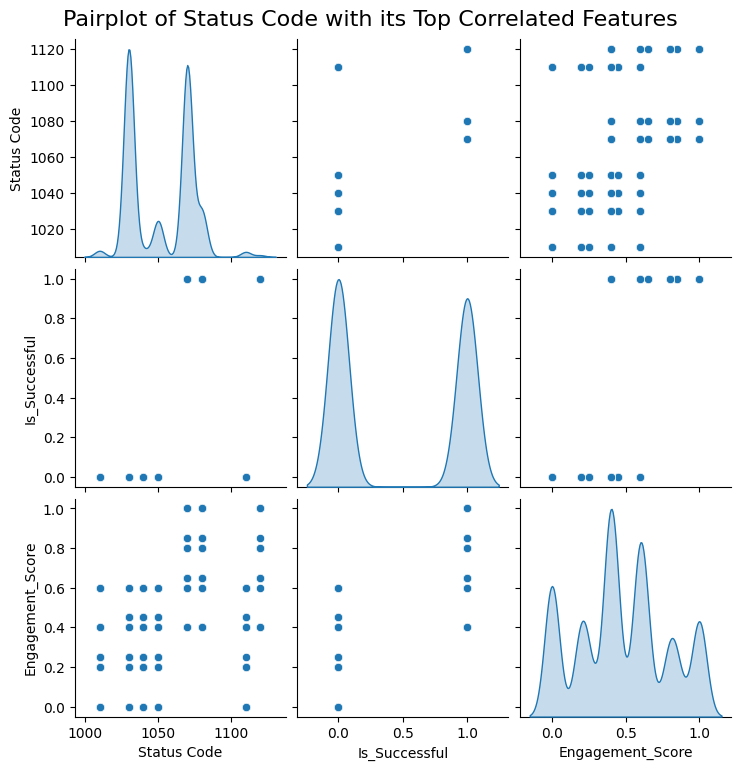 Pairplot of Status Code with its Top Correlated Features
1120
1100
1080
1060
1040
1020
Status Code
1.0
0.8
0.6
0.4
0.2
0.0
Is_Successful
1.0
0.8
0.6
0.4
0.2
0.0
Engagement_Score
1000 1050 1100
0.0 0.5 1.0
0.0 0.5 1.0
Status Code
Is_Successful
Engagement_Score